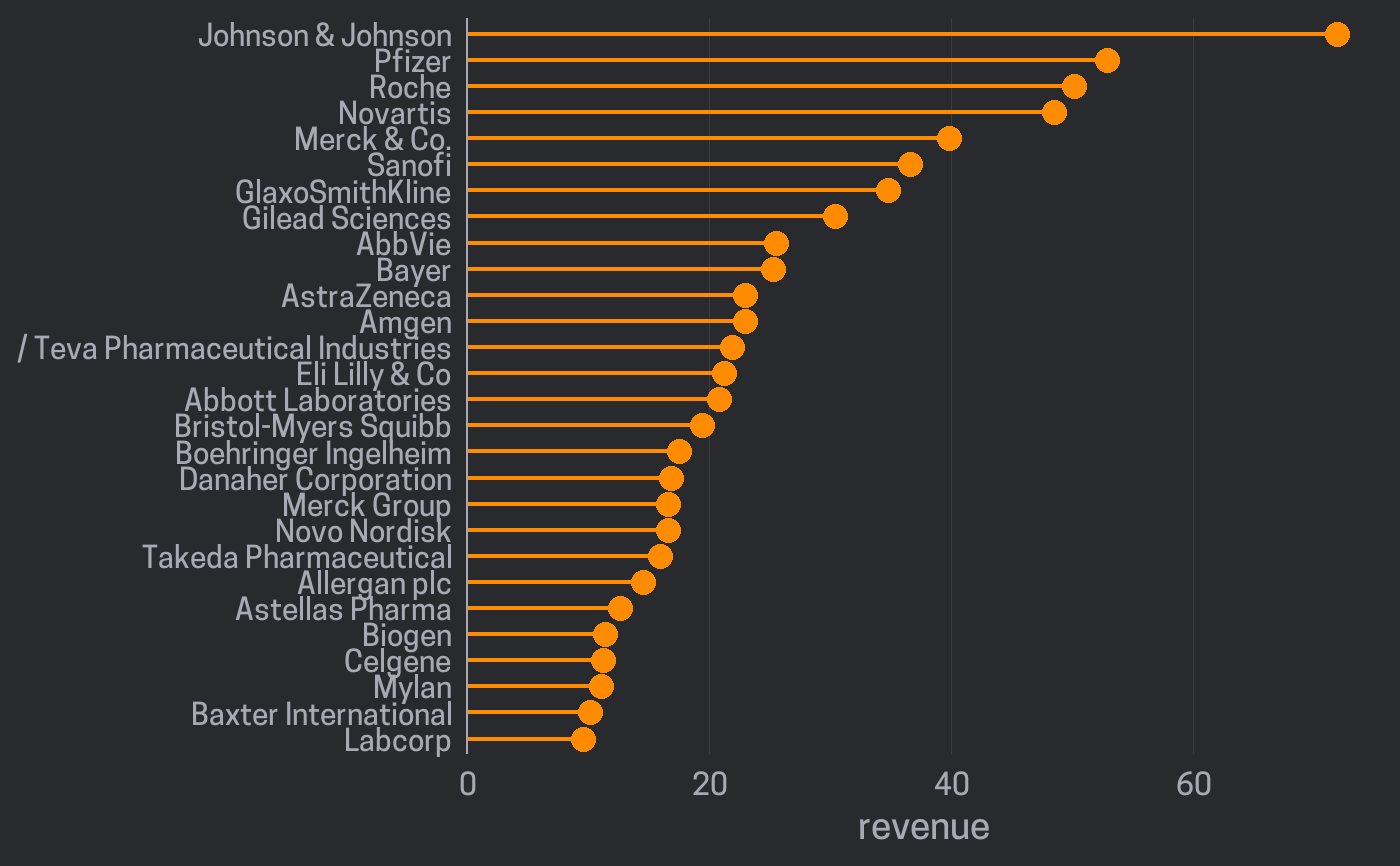 Johnson & Johnson
Pfizer
Roche
Novartis
Merck & Co.
Sanofi
GlaxoSmithKline
Gilead Sciences
AbbVie
Bayer
AstraZeneca
Amgen
/ Teva Pharmaceutical Industries
Eli Lilly & Co
Abbott Laboratories
Bristol-Myers Squibb
Boehringer Ingelheim
Danaher Corporation
Merck Group
Novo Nordisk
Takeda Pharmaceutical
Allergan plc
Astellas Pharma
Biogen
Celgene
Mylan
Baxter International
Labcorp
0 20 40 60
revenue